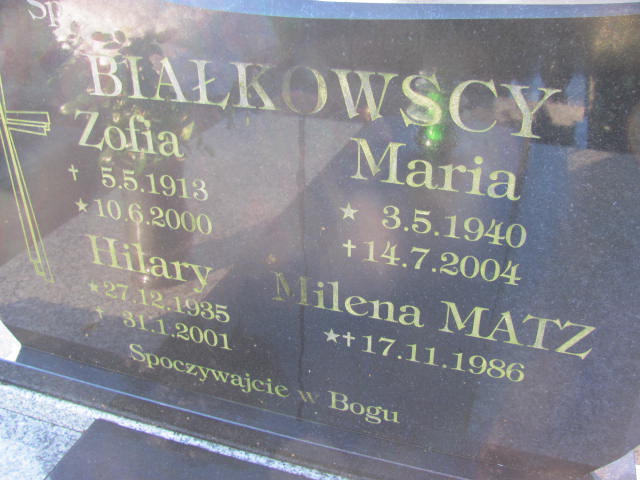 BIAŁKOWSCY
Zofia
✝ 5.5.1913
★ 10.6.2000
Hilary
★ 27.12.1935
✝ 31.1.2001
Maria
★ 3.5.1940
✝ 14.7.2004
Milena MATZ
★✝ 17.11.1986
Spoczywajcie w Bogu